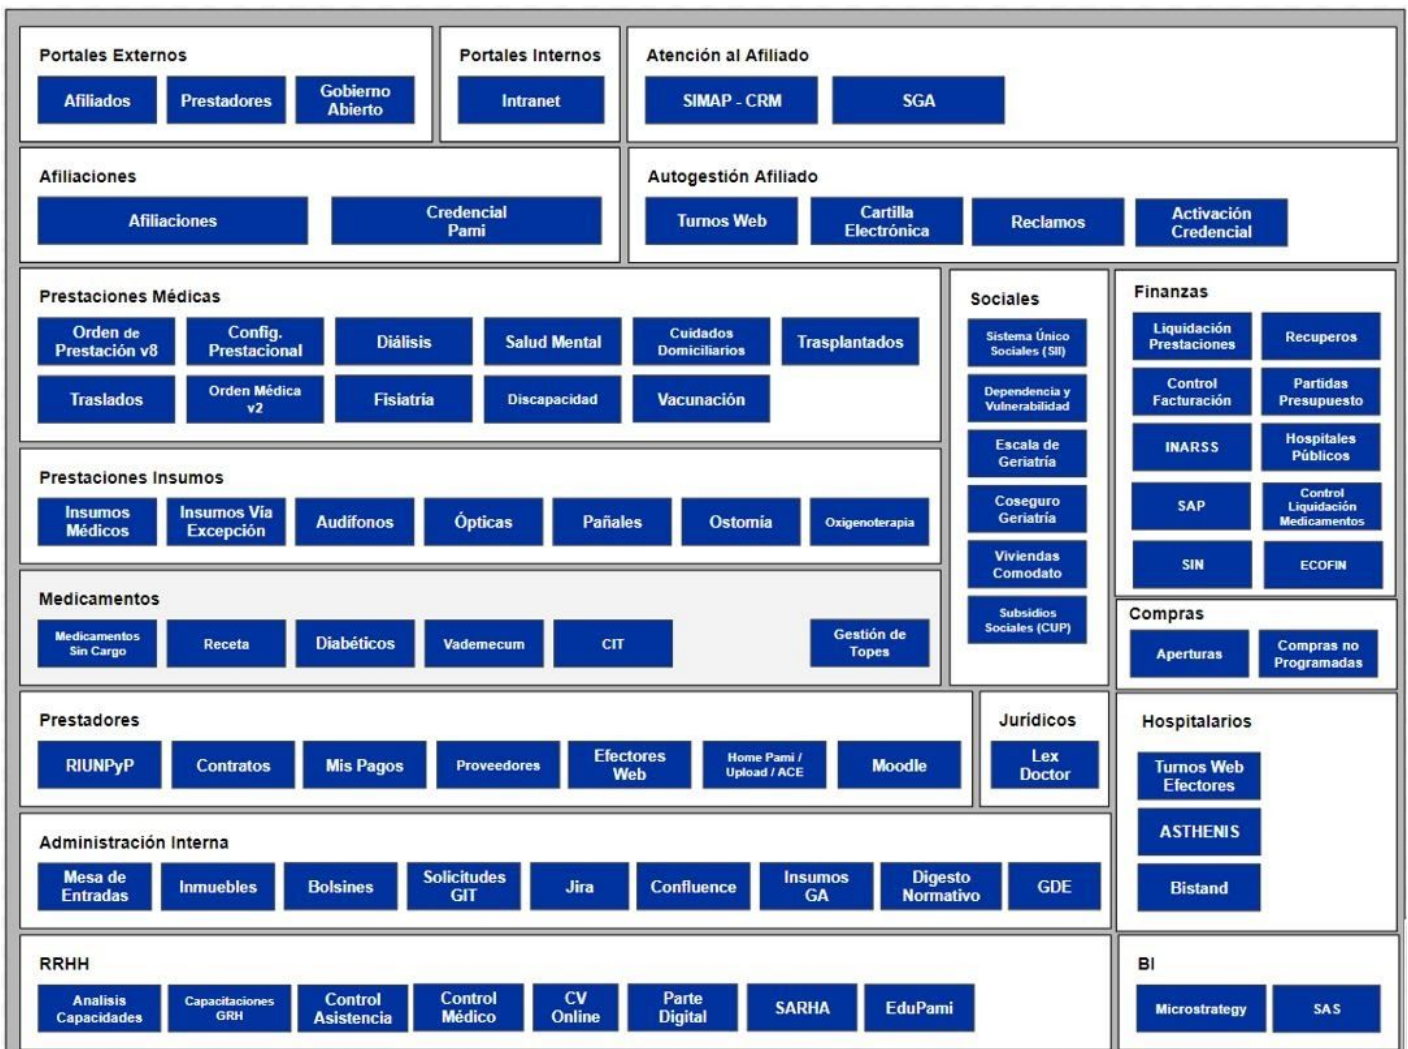 Portales Externos
Afiliados
Prestadores
Gobierno
Abierto
Portales Internos
Intranet
Atención al Afiliado
SIMAP - CRM
SGA
Afiliaciones
Afiliaciones
Credencial
Pami
Autogestión Afiliado
Turnos Web
Cartilla
Electrónica
Reclamos
Activación
Credencial
Prestaciones Médicas
Orden de
Prestación v8
Config.
Prestacional
Diálisis
Salud Mental
Cuidados
Domiciliarios
Trasplantados
Traslados
Orden Médica
v2
Fisiatría
Discapacidad
Vacunación
Sociales
Sistema Único
Sociales (SII)
Dependencia y
Vulnerabilidad
Escala de
Geriatría
Coseguro
Geriatría
Viviendas
Comodato
Subsidios
Sociales (CUP)
Finanzas
Liquidación
Prestaciones
Recuperos
Control
Facturación
Partidas
Presupuesto
INARSS
Hospitales
Públicos
SAP
Control
Liquidación
Medicamentos
SIN
ECOFIN
Prestaciones Insumos
Insumos
Médicos
Insumos Vía
Excepción
Audífonos
Ópticas
Pañales
Ostomía
Oxigenoterapia
Medicamentos
Medicamentos
Sin Cargo
Receta
Diabéticos
Vademecum
CIT
Gestión de
Topes
Compras
Aperturas
Compras no
Programadas
Prestadores
RIUNPyP
Contratos
Mis Pagos
Proveedores
Efectores
Web
Home Pami /
Upload / ACE
Moodle
Jurídicos
Lex
Doctor
Hospitalarios
Turnos Web
Efectores
ASTHENIS
Bistand
Administración Interna
Mesa de
Entradas
Inmuebles
Bolsines
Solicitudes
GIT
Jira
Confluence
Insumos
GA
Digesto
Normativo
GDE
RRHH
Analisis
Capacidades
Capacitaciones
GRH
Control
Asistencia
Control
Médico
CV
Online
Parte
Digital
SARHA
EduPami
BI
Microstrategy
SAS